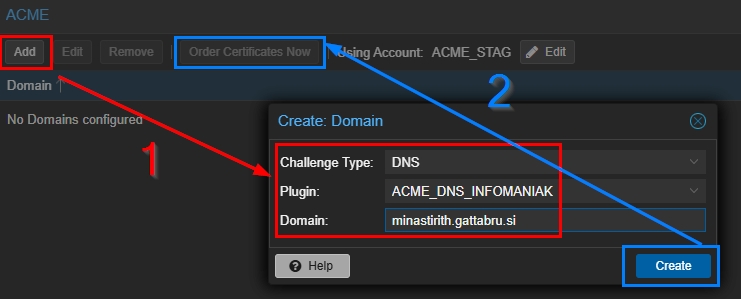 ACME
Add Edit Remove Order Certificates Now Using Account: ACME_STAG Edit
Domain ↑
No Domains configured
1
2
Create: Domain
Challenge Type: DNS
Plugin: ACME_DNS_INFOMANIAK
Domain: minastirith.gattabru.si
Help Create